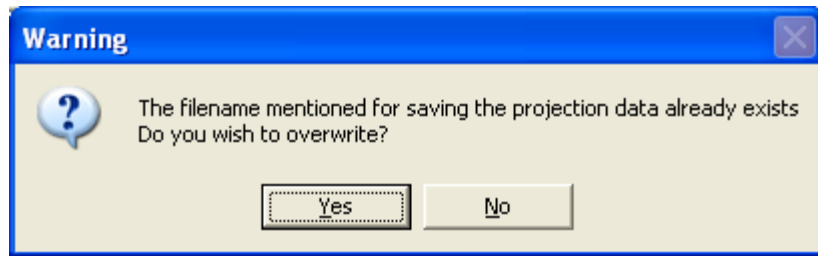 Warning
The filename mentioned for saving the projection data already exists
Do you wish to overwrite?
Yes
No